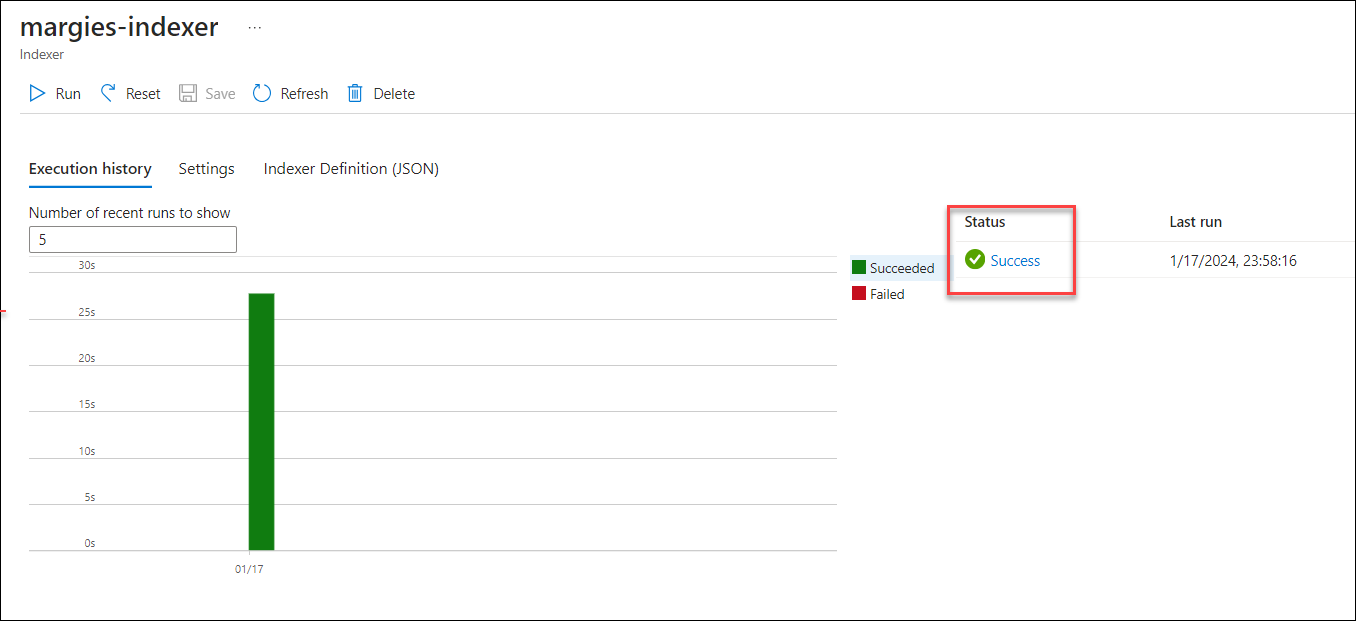 margies-indexer ...
Indexer
Run Reset Save Refresh Delete
Execution history Settings Indexer Definition (JSON)
Number of recent runs to show
5
30s
25s
20s
15s
10s
5s
0s
01/17
Succeeded
Failed
Status Last run
Success 1/17/2024, 23:58:16